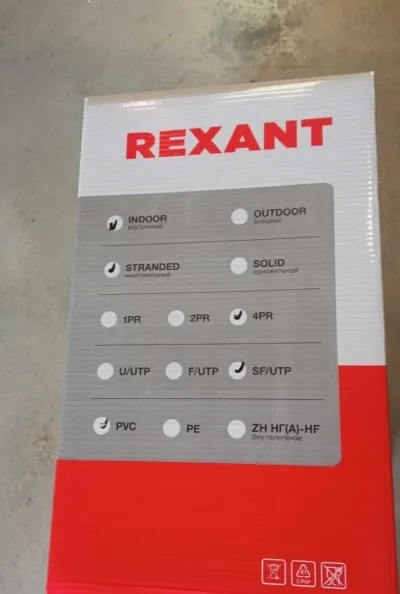 REXANT
INDOOR OUTDOOR
внутренний внешний
STRANDED SOLID
многожильный одножильный
1PR 2PR 4PR
U/UTP F/UTP SF/UTP
PVC PE ZH НГ(А)-HF
без галогенов